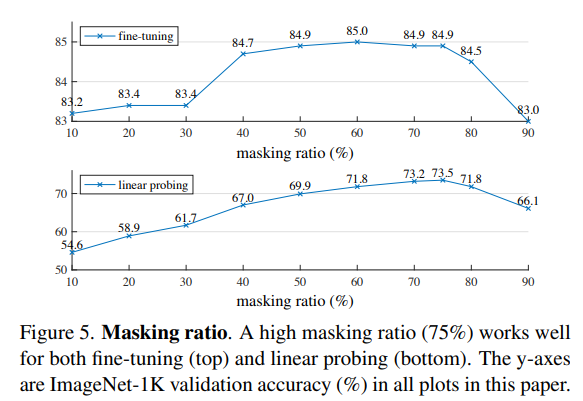 fine-tuning
85
84
83
83.2
83.4
83.4
84.7
84.9
85.0
84.9
84.9
84.5
83.0
10 20 30 40 50 60 70 80 90
masking ratio (%)
linear probing
70
60
50
54.6
58.9
61.7
67.0
69.9
71.8
73.2
73.5
71.8
66.1
10 20 30 40 50 60 70 80 90
masking ratio (%)
Figure 5. Masking ratio. A high masking ratio (75%) works well
for both fine-tuning (top) and linear probing (bottom). The y-axes
are ImageNet-1K validation accuracy (%) in all plots in this paper.